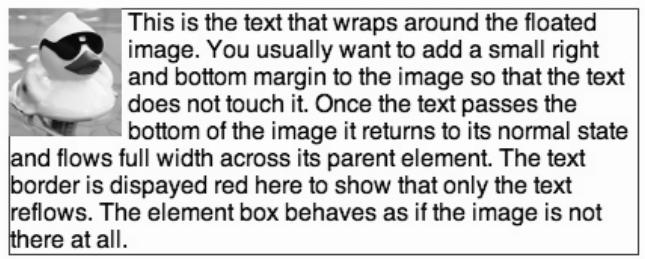 This is the text that wraps around the floated
image. You usually want to add a small right
and bottom margin to the image so that the text
does not touch it. Once the text passes the
bottom of the image it returns to its normal state
and flows full width across its parent element. The text
border is dispayed red here to show that only the text
reflows. The element box behaves as if the image is not
there at all.